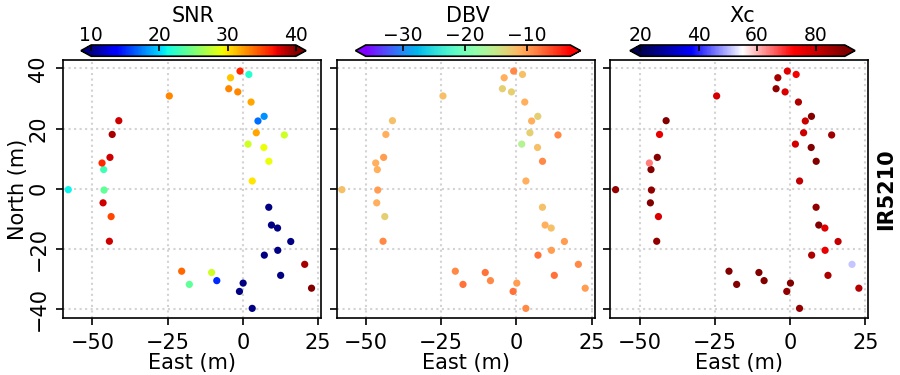 SNR DBV Xc
10 20 30 40 −30 −20 −10 20 40 60 80
40
20
0
−20
−40
North (m)
IR5210
−50 −25 0 25 −50 −25 0 25 −50 −25 0 25
East (m) East (m) East (m)